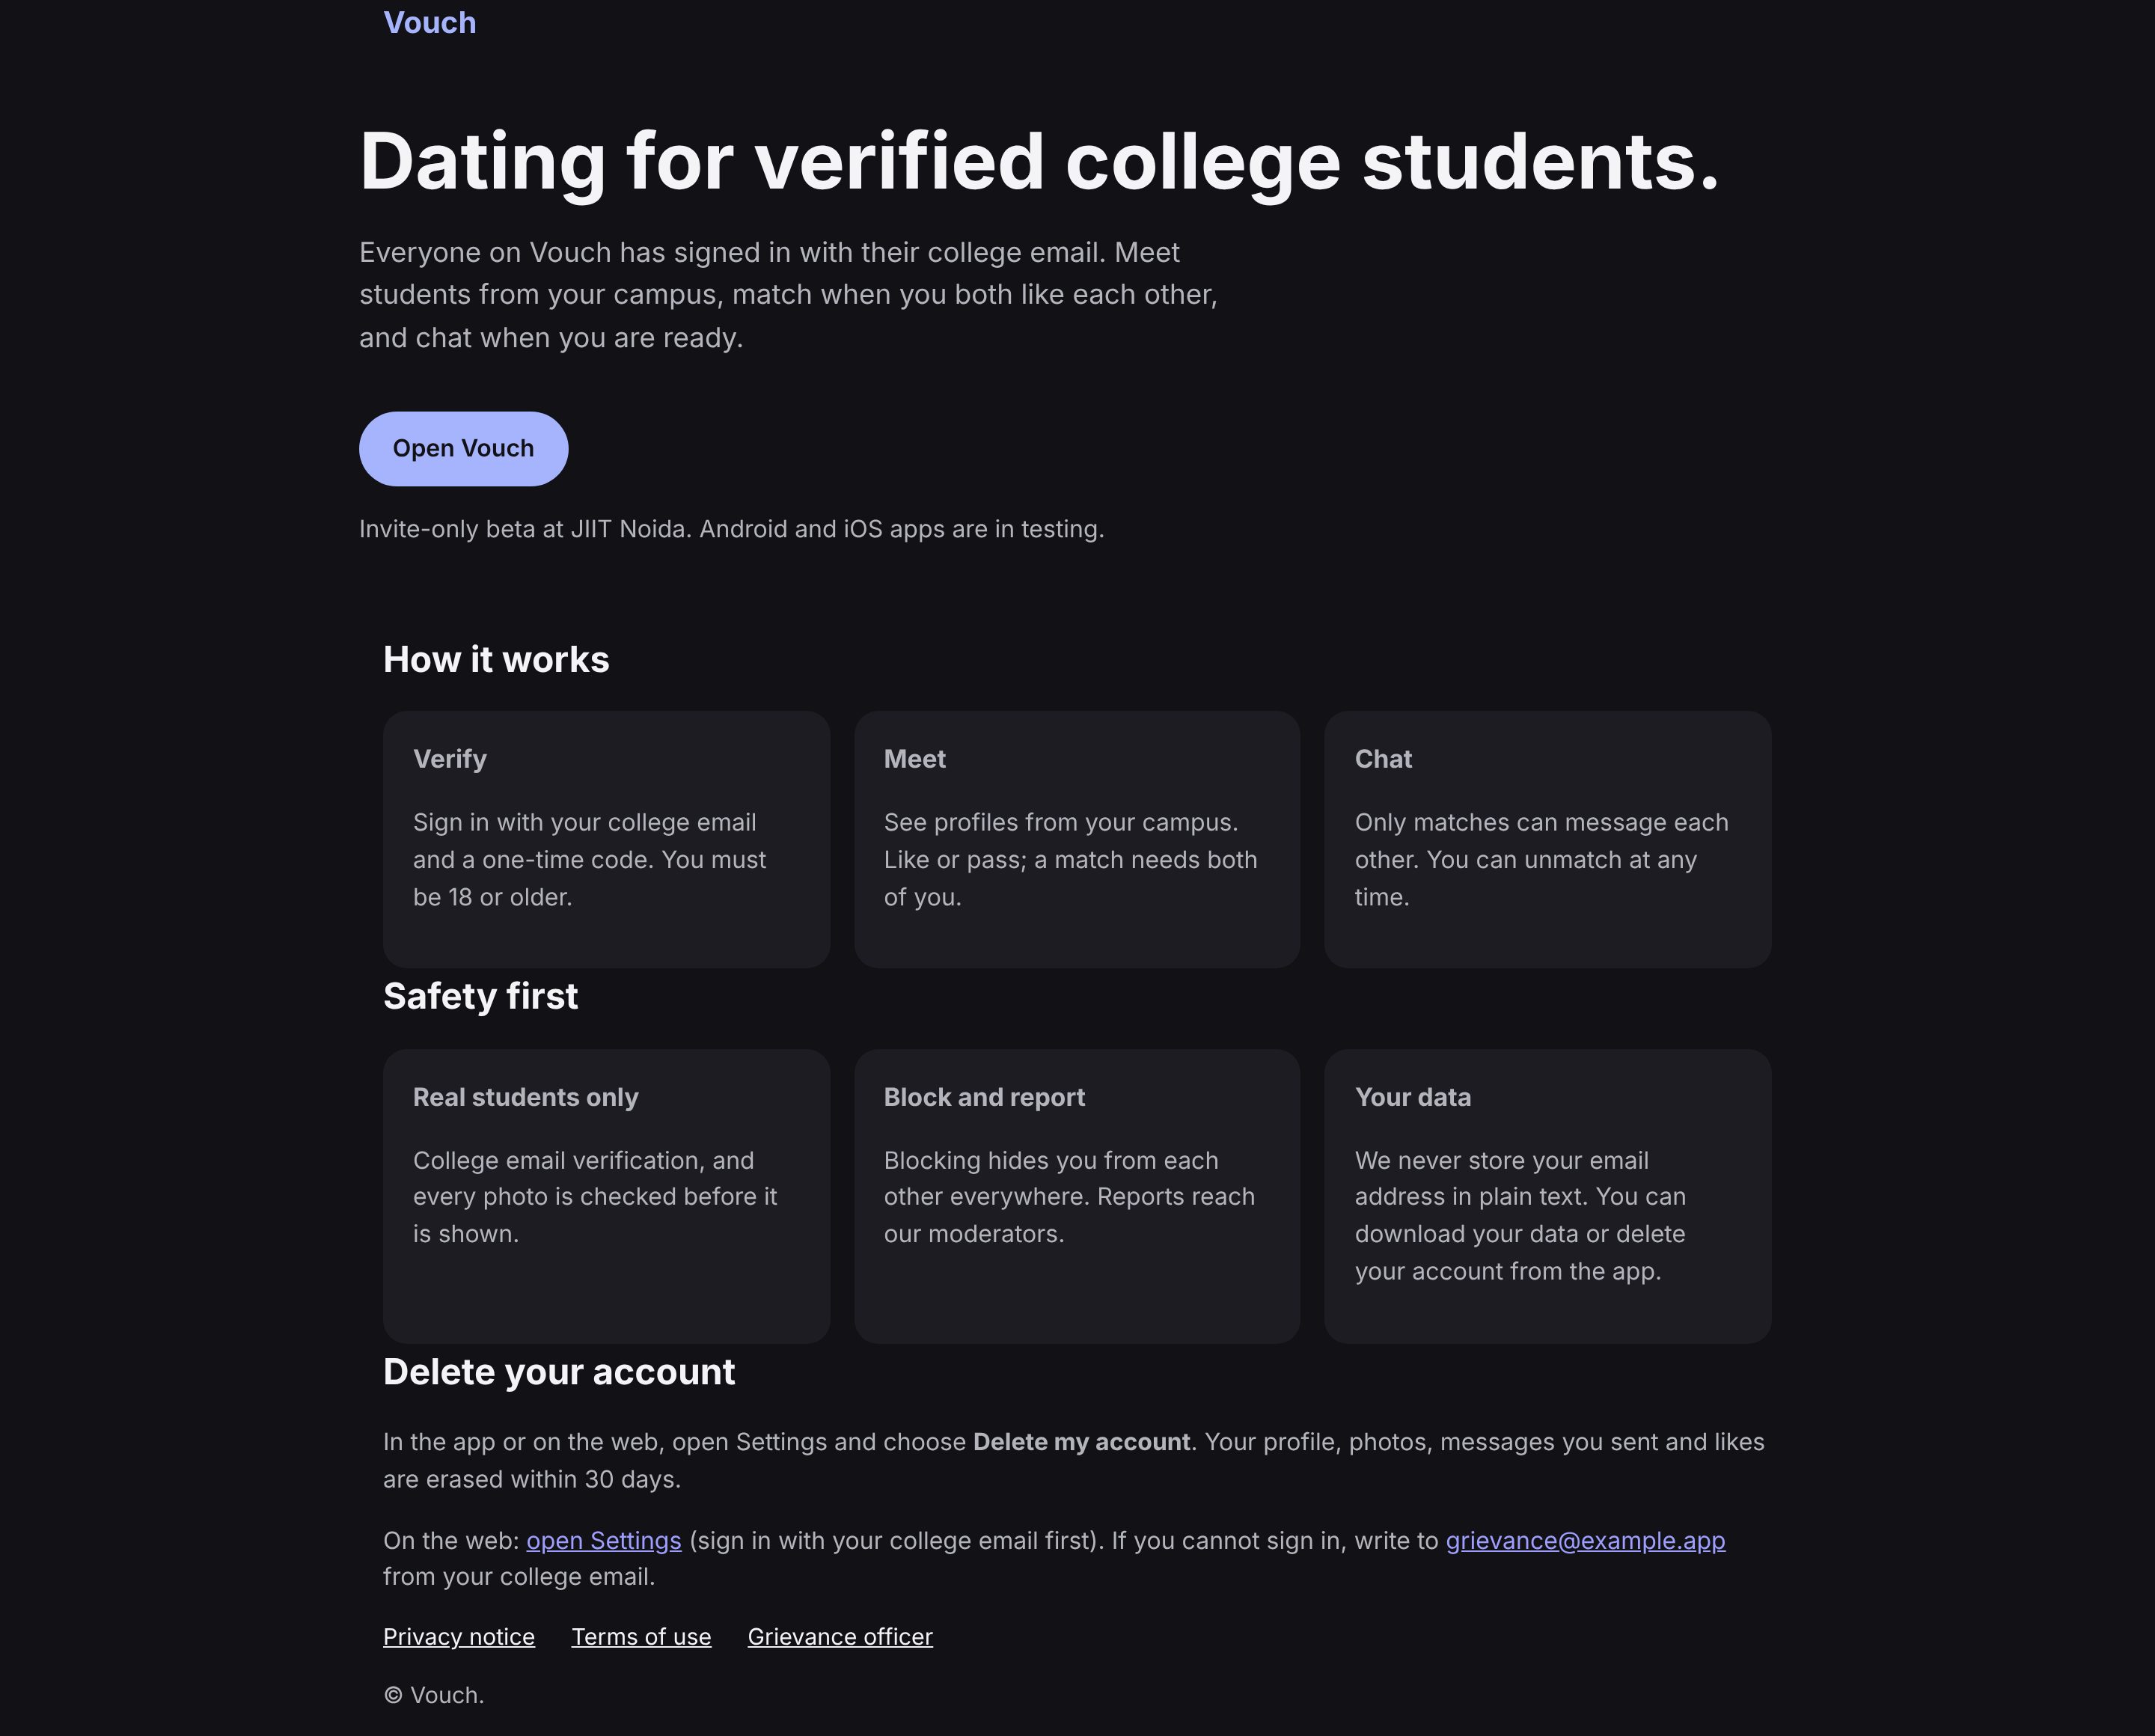 Vouch
Dating for verified college students.
Everyone on Vouch has signed in with their college email. Meet
students from your campus, match when you both like each other,
and chat when you are ready.
Open Vouch
Invite-only beta at JIIT Noida. Android and iOS apps are in testing.
How it works
Verify
Sign in with your college email
and a one-time code. You must
be 18 or older.
Meet
See profiles from your campus.
Like or pass; a match needs both
of you.
Chat
Only matches can message each
other. You can unmatch at any
time.
Safety first
Real students only
College email verification, and
every photo is checked before it
is shown.
Block and report
Blocking hides you from each
other everywhere. Reports reach
our moderators.
Your data
We never store your email
address in plain text. You can
download your data or delete
your account from the app.
Delete your account
In the app or on the web, open Settings and choose Delete my account. Your profile, photos, messages you sent and likes
are erased within 30 days.
On the web: open Settings (sign in with your college email first). If you cannot sign in, write to grievance@example.app
from your college email.
Privacy notice Terms of use Grievance officer
© Vouch.